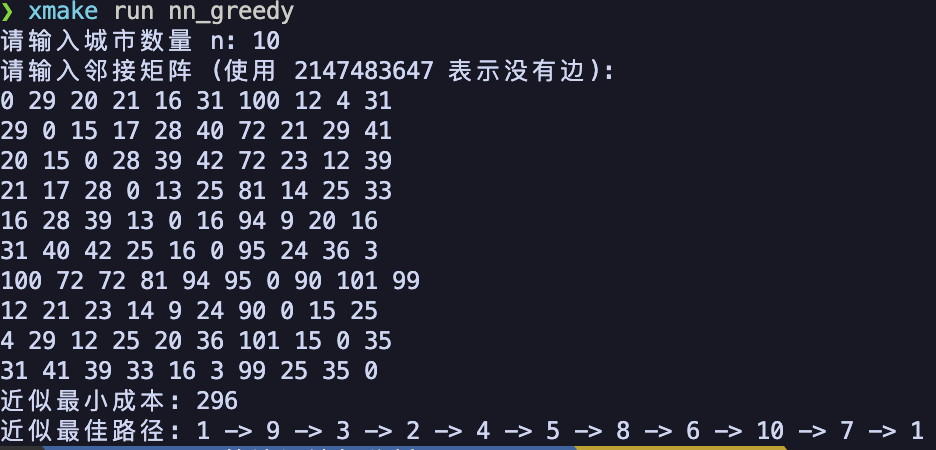 ❯ xmake run nn_greedy
请输入城市数量 n: 10
请输入邻接矩阵 (使用 2147483647 表示没有边):
0 29 20 21 16 31 100 12 4 31
29 0 15 17 28 40 72 21 29 41
20 15 0 28 39 42 72 23 12 39
21 17 28 0 13 25 81 14 25 33
16 28 39 13 0 16 94 9 20 16
31 40 42 25 16 0 95 24 36 3
100 72 72 81 94 95 0 90 101 99
12 21 23 14 9 24 90 0 15 25
4 29 12 25 20 36 101 15 0 35
31 41 39 33 16 3 99 25 35 0
近似最小成本: 296
近似最佳路径: 1 -> 9 -> 3 -> 2 -> 4 -> 5 -> 8 -> 6 -> 10 -> 7 -> 1